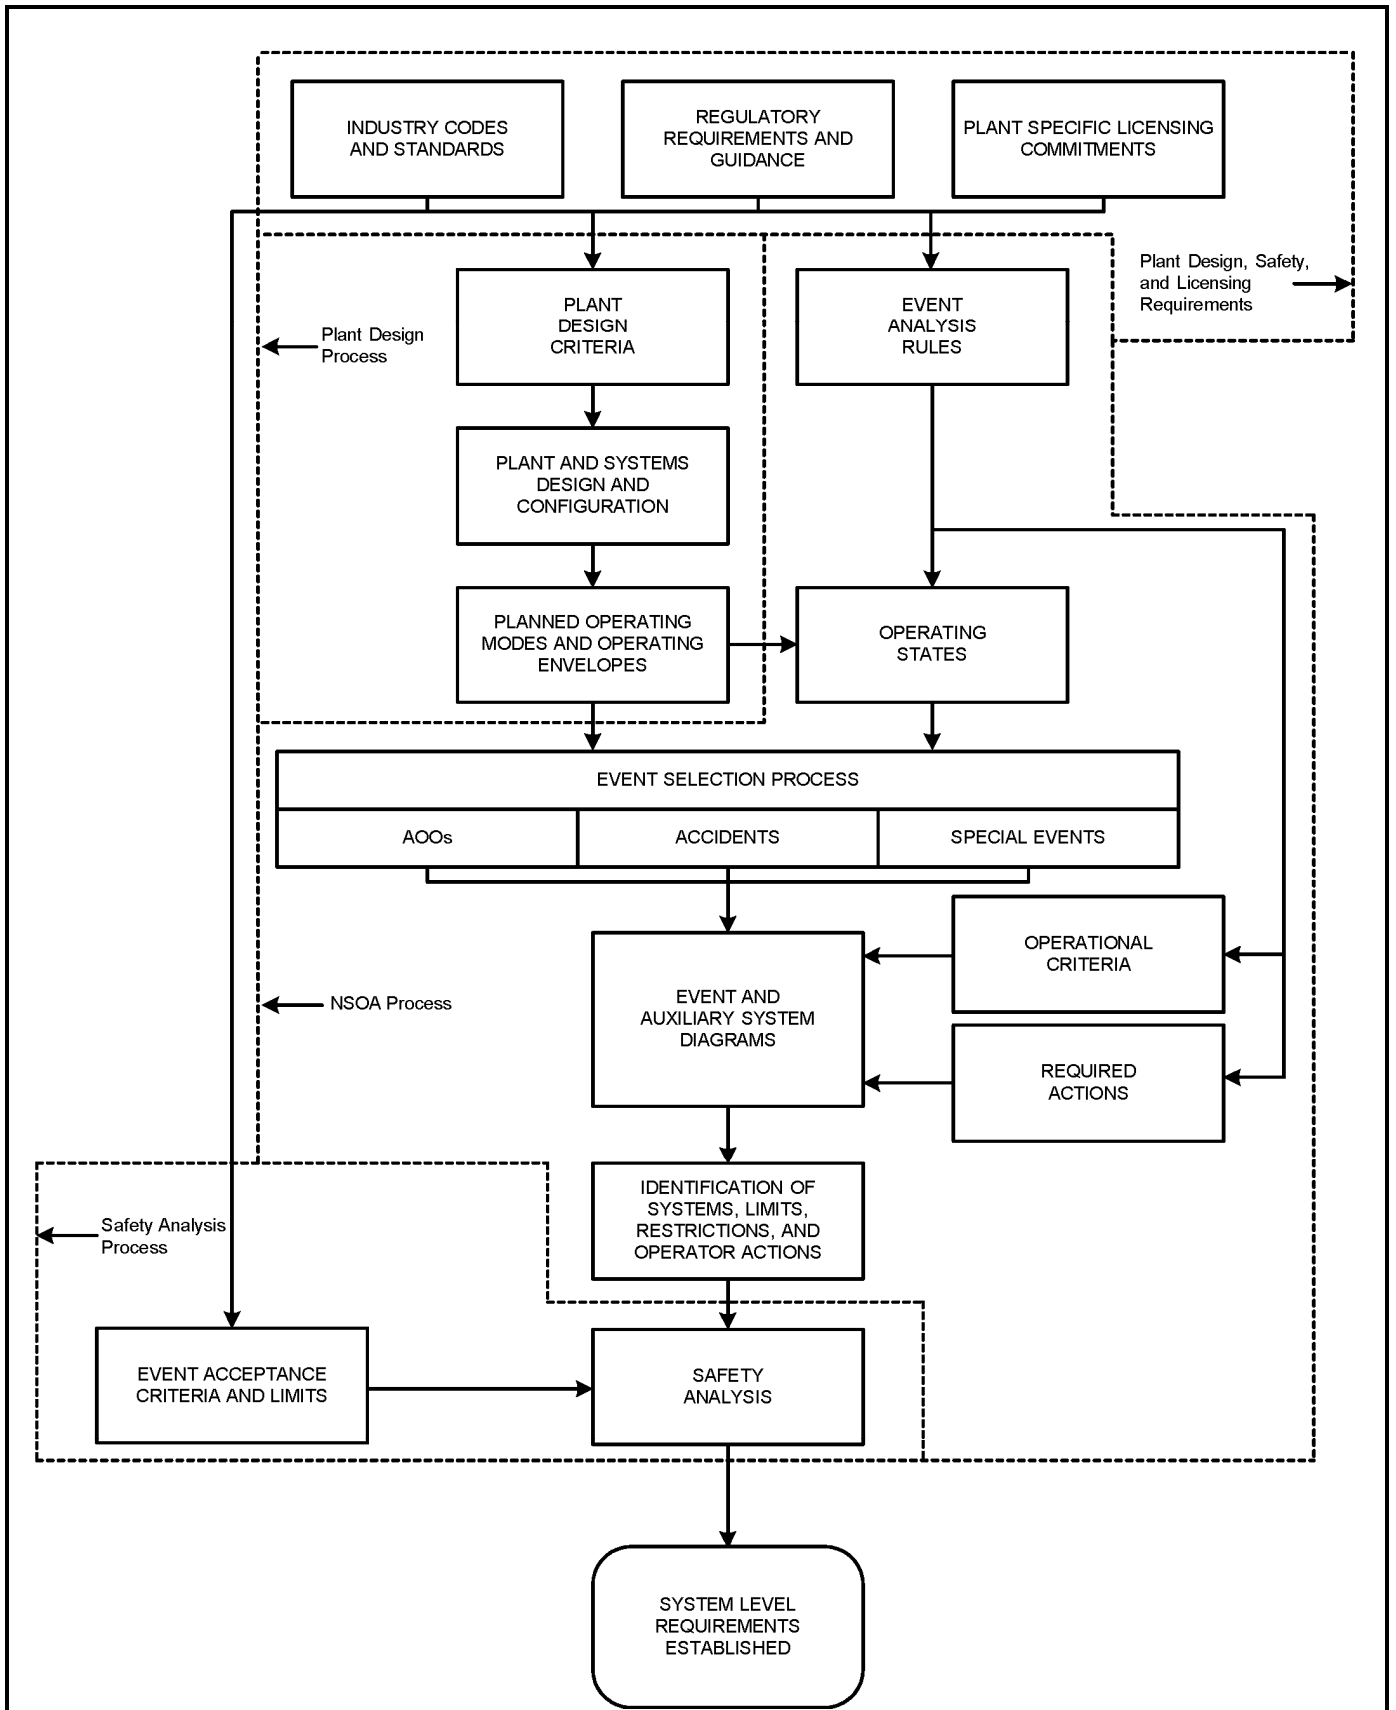 INDUSTRY CODES
AND STANDARDS
REGULATORY
REQUIREMENTS AND
GUIDANCE
PLANT SPECIFIC LICENSING
COMMITMENTS
Plant Design, Safety,
and Licensing
Requirements
Plant Design
Process
PLANT
DESIGN
CRITERIA
EVENT
ANALYSIS
RULES
PLANT AND SYSTEMS
DESIGN AND
CONFIGURATION
PLANNED OPERATING
MODES AND OPERATING
ENVELOPES
OPERATING
STATES
EVENT SELECTION PROCESS
AOOs
ACCIDENTS
SPECIAL EVENTS
OPERATIONAL
CRITERIA
EVENT AND
AUXILIARY SYSTEM
DIAGRAMS
NSOA Process
REQUIRED
ACTIONS
IDENTIFICATION OF
SYSTEMS, LIMITS,
RESTRICTIONS, AND
OPERATOR ACTIONS
Safety Analysis
Process
EVENT ACCEPTANCE
CRITERIA AND LIMITS
SAFETY
ANALYSIS
SYSTEM LEVEL
REQUIREMENTS
ESTABLISHED